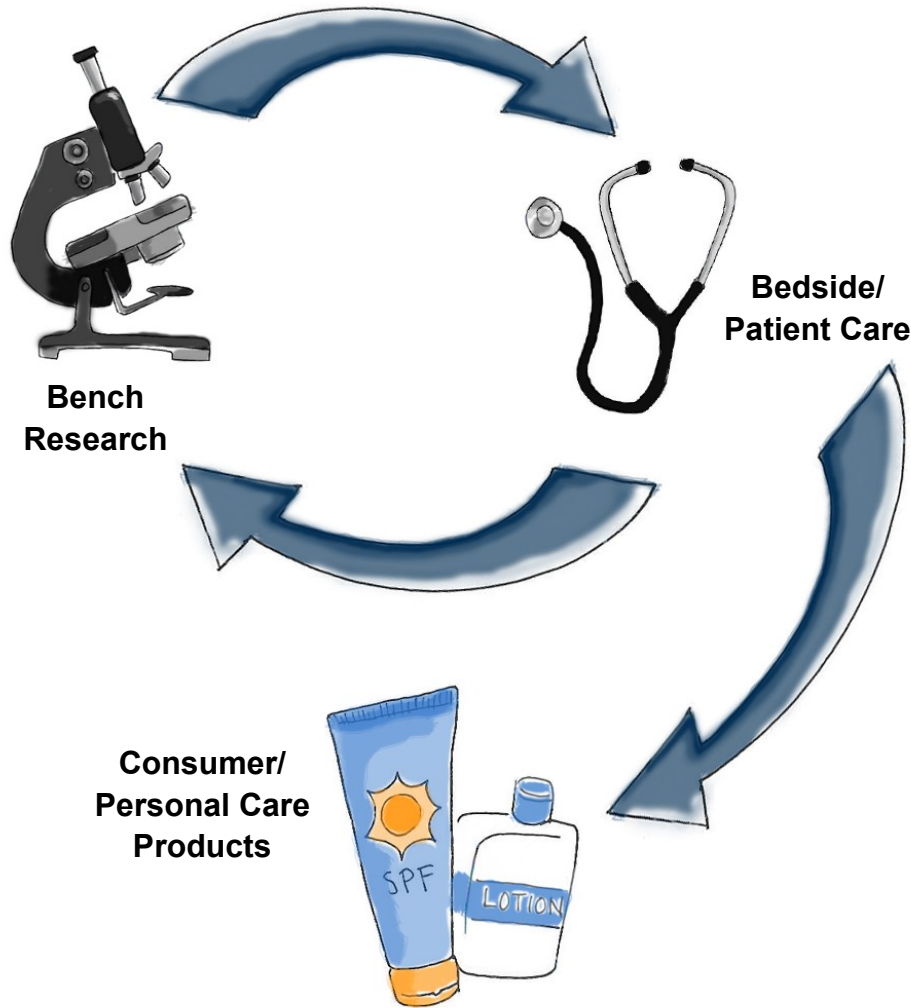 Bench
Research
Bedside/
Patient Care
Consumer/
Personal Care
Products
SPF
LOTION